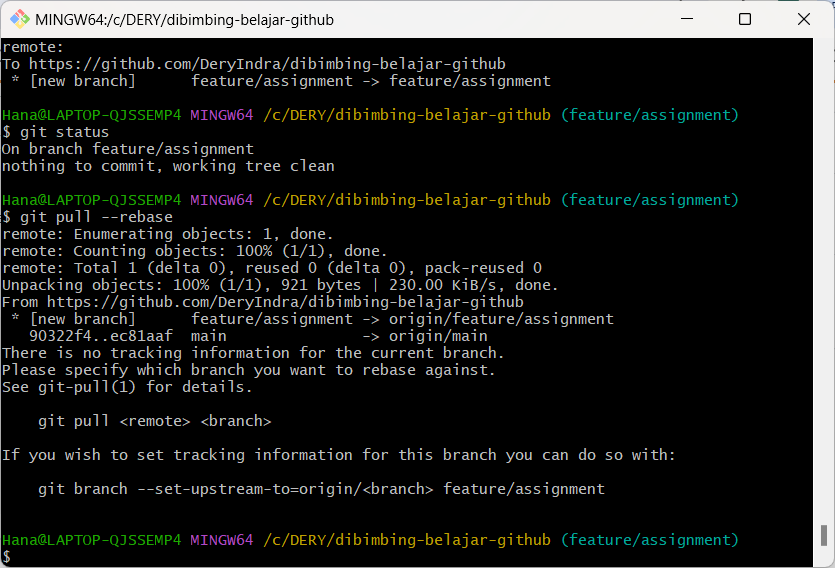 MINGW64:/c/DERY/dibimbing-belajar-github
remote:
To https://github.com/DeryIndra/dibimbing-belajar-github
 * [new branch]      feature/assignment -> feature/assignment
Hana@LAPTOP-QJSSEMP4 MINGW64 /c/DERY/dibimbing-belajar-github (feature/assignment)
$ git status
On branch feature/assignment
nothing to commit, working tree clean
Hana@LAPTOP-QJSSEMP4 MINGW64 /c/DERY/dibimbing-belajar-github (feature/assignment)
$ git pull --rebase
remote: Enumerating objects: 1, done.
remote: Counting objects: 100% (1/1), done.
remote: Total 1 (delta 0), reused 0 (delta 0), pack-reused 0
Unpacking objects: 100% (1/1), 921 bytes | 230.00 KiB/s, done.
From https://github.com/DeryIndra/dibimbing-belajar-github
 * [new branch]      feature/assignment -> origin/feature/assignment
   90322f4..ec81aaf  main               -> origin/main
There is no tracking information for the current branch.
Please specify which branch you want to rebase against.
See git-pull(1) for details.
    git pull <remote> <branch>
If you wish to set tracking information for this branch you can do so with:
    git branch --set-upstream-to=origin/<branch> feature/assignment
Hana@LAPTOP-QJSSEMP4 MINGW64 /c/DERY/dibimbing-belajar-github (feature/assignment)
$